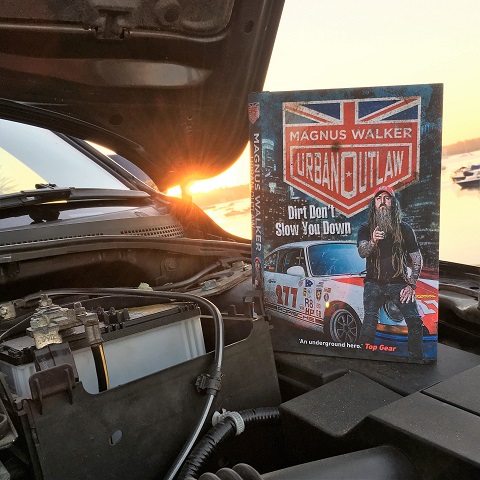 MAGNUS WALKER
URBAN OUTLAW
Dirt Don't
Slow You Down
277
'An underground hero.' Top Gear
MAGNUS WALKER